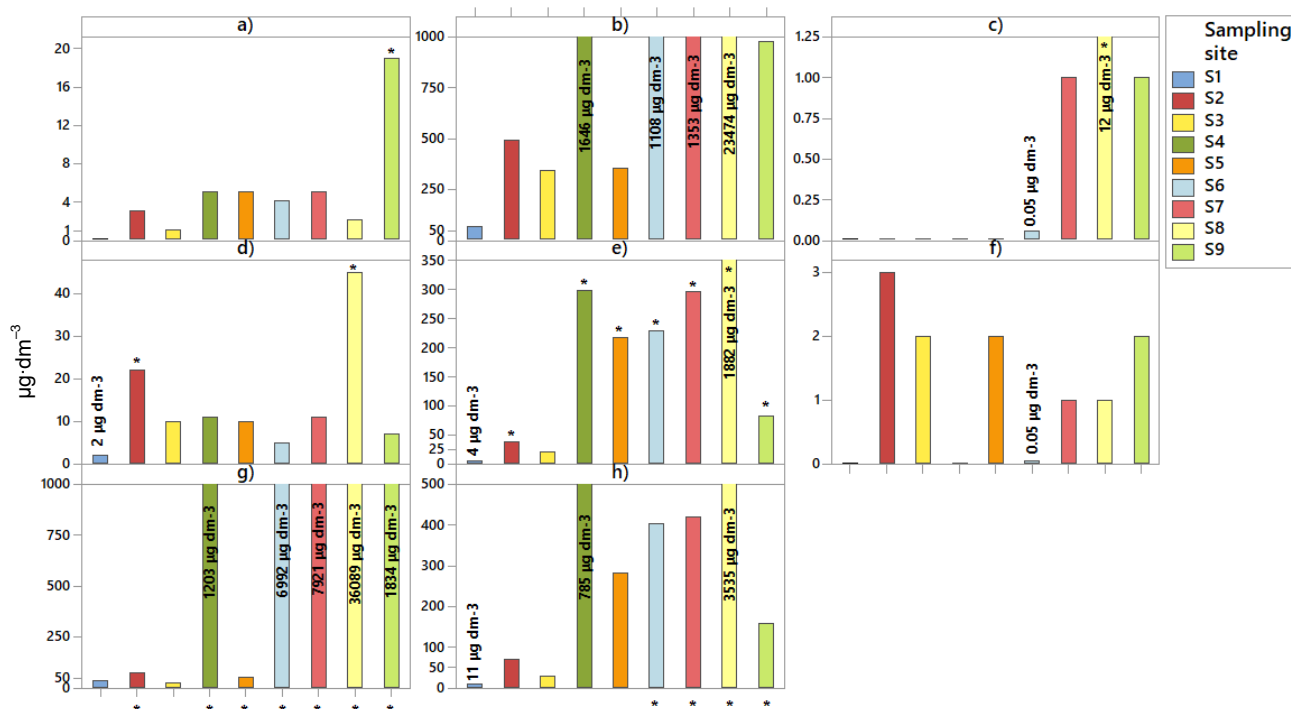 a)
b)
c)
Sampling
site
S1
S2
S3
S4
S5
S6
S7
S8
S9
20
16
12
8
4
1
0
*
1000
750
500
250
50
0
1646 µg dm-3
1108 µg dm-3
1353 µg dm-3
23474 µg dm-3
1.25
1.00
0.75
0.50
0.25
0.00
0.05 µg dm-3
12 µg dm-3 *
d)
e)
f)
µg·dm⁻³
40
30
20
10
0
2 µg dm-3
*
*
350
300
250
200
150
100
50
25
0
4 µg dm-3
*
*
*
*
*
1882 µg dm-3 *
*
3
2
1
0
0.05 µg dm-3
g)
h)
1000
750
500
250
50
0
1203 µg dm-3
6992 µg dm-3
7921 µg dm-3
36089 µg dm-3
1834 µg dm-3
* * * * * * *
500
400
300
200
100
50
0
11 µg dm-3
785 µg dm-3
3535 µg dm-3
* * * *